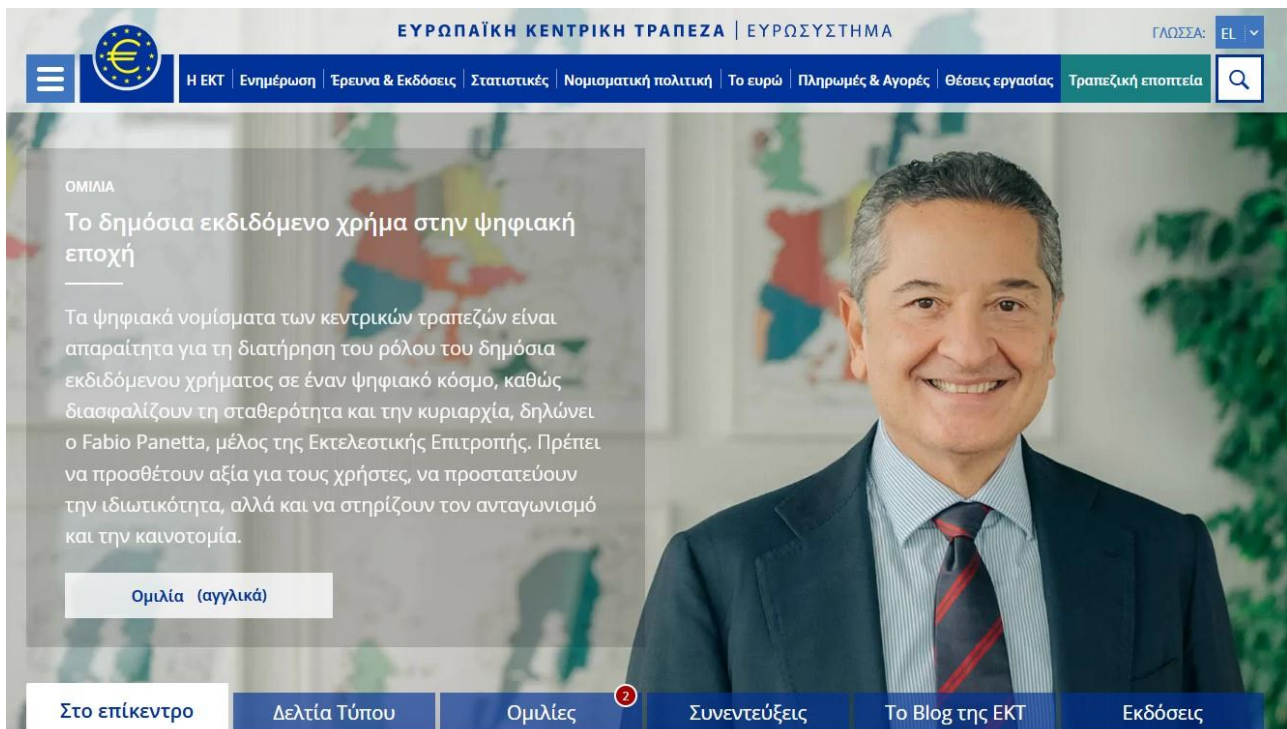 ΕΥΡΩΠΑΪΚΗ ΚΕΝΤΡΙΚΗ ΤΡΑΠΕΖΑ | ΕΥΡΩΣΥΣΤΗΜΑ
ΓΛΩΣΣΑ: EL
Η ΕΚΤ | Ενημέρωση | Έρευνα & Εκδόσεις | Στατιστικές | Νομισματική πολιτική | Το ευρώ | Πληρωμές & Αγορές | Θέσεις εργασίας Τραπεζική εποπτεία
ΟΜΙΛΙΑ
Το δημόσια εκδιδόμενο χρήμα στην ψηφιακή
εποχή
Τα ψηφιακά νομίσματα των κεντρικών τραπεζών είναι
απαραίτητα για τη διατήρηση του ρόλου του δημόσια
εκδιδόμενου χρήματος σε έναν ψηφιακό κόσμο, καθώς
διασφαλίζουν τη σταθερότητα και την κυριαρχία, δηλώνει
ο Fabio Panetta, μέλος της Εκτελεστικής Επιτροπής. Πρέπει
να προσθέτουν αξία για τους χρήστες, να προστατεύουν
την ιδιωτικότητα, αλλά και να στηρίζουν τον ανταγωνισμό
και την καινοτομία.
Ομιλία (αγγλικά)
Στο επίκεντρο
Δελτία Τύπου
Ομιλίες 2
Συνεντεύξεις
Το Blog της ΕΚΤ
Εκδόσεις